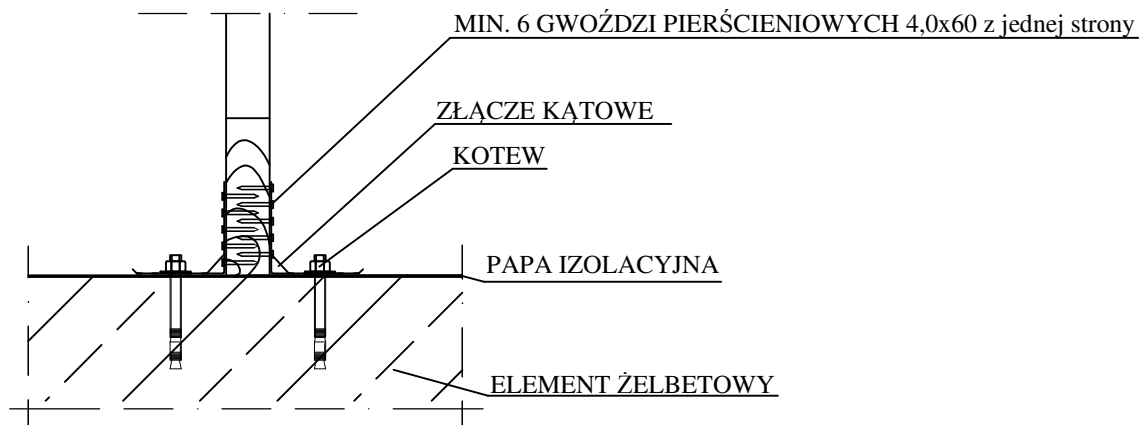 MIN. 6 GWOŹDZI PIERŚCIENIOWYCH 4,0x60 z jednej strony
ZŁĄCZE KĄTOWE
KOTEW
PAPA IZOLACYJNA
ELEMENT ŻELBETOWY